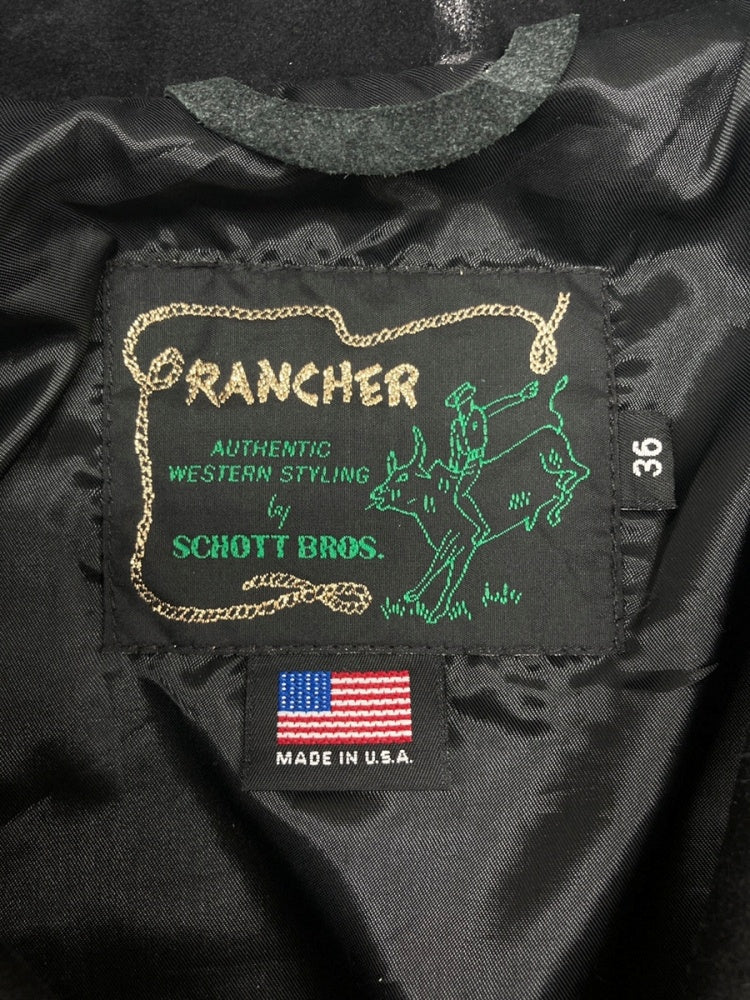 RANCHER
AUTHENTIC
WESTERN STYLING
by
SCHOTT BROS.
36
MADE IN U.S.A.